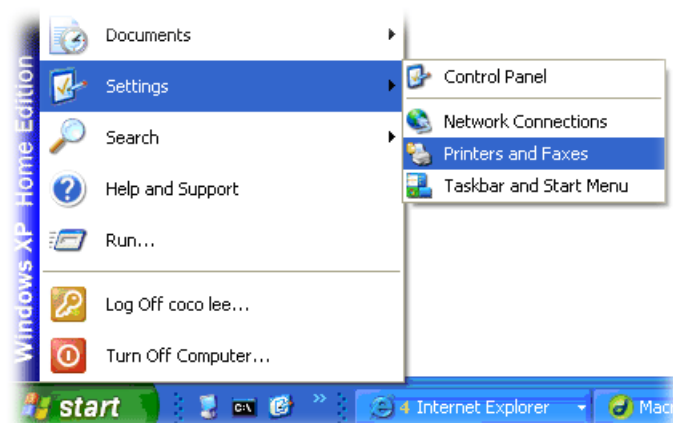 Documents
Settings
Search
Help and Support
Run...
Log Off coco lee...
Turn Off Computer...
Control Panel
Network Connections
Printers and Faxes
Taskbar and Start Menu
Windows XP Home Edition
start
C:\
»
4 Internet Explorer
Macr